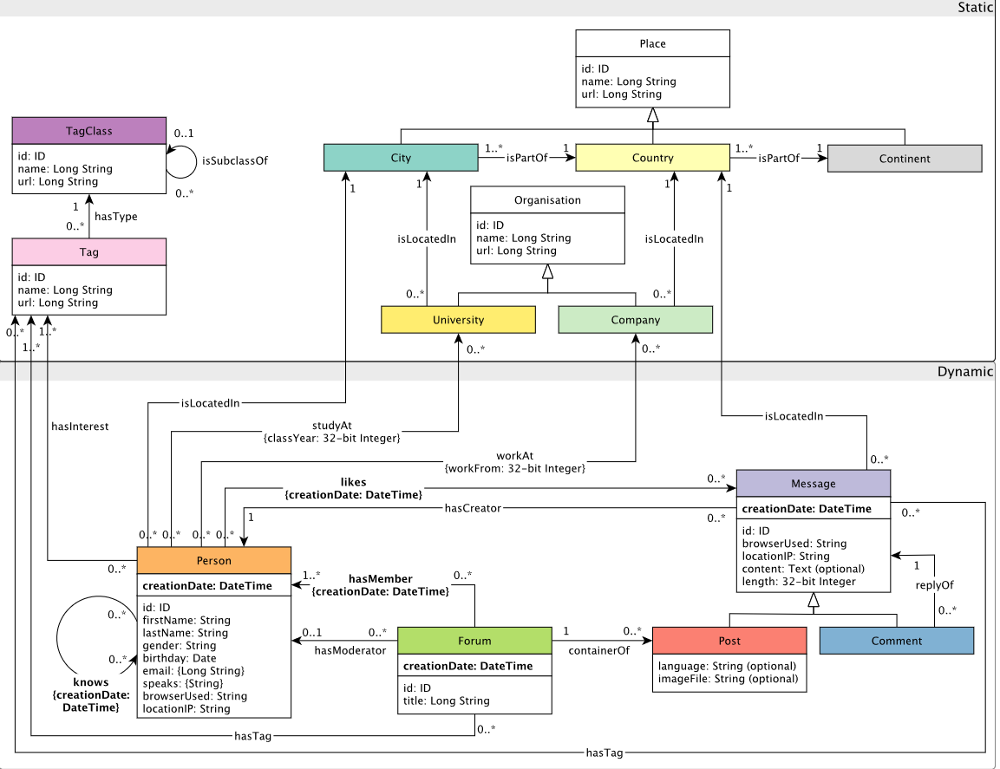 Static
Place
id: ID
name: Long String
url: Long String
TagClass
id: ID
name: Long String
url: Long String
0..1
isSubclassOf
0..*
City
1..*
isPartOf
1
Country
1..*
isPartOf
1
Continent
1
hasType
0..*
1
1
1
1
Organisation
id: ID
name: Long String
url: Long String
isLocatedIn
isLocatedIn
Tag
id: ID
name: Long String
url: Long String
0..*
0..*
University
Company
0..*
1..*
1..*
0..*
0..*
Dynamic
isLocatedIn
isLocatedIn
hasInterest
studyAt
{classYear: 32-bit Integer}
workAt
{workFrom: 32-bit Integer}
0..*
likes
{creationDate: DateTime}
0..*
Message
creationDate: DateTime
id: ID
browserUsed: String
locationIP: String
content: Text (optional)
length: 32-bit Integer
hasCreator
1
0..*
0..*
0..*
0..*
0..*
0..*
0..*
Person
creationDate: DateTime
id: ID
firstName: String
lastName: String
gender: String
birthday: Date
email: {Long String}
speaks: {String}
browserUsed: String
locationIP: String
1..*
hasMember
{creationDate: DateTime}
0..*
1
replyOf
0..*
0..*
0..*
knows
{creationDate:
DateTime}
0..1
hasModerator
0..*
Forum
creationDate: DateTime
id: ID
title: Long String
1
containerOf
0..*
Post
language: String (optional)
imageFile: String (optional)
Comment
0..*
hasTag
hasTag